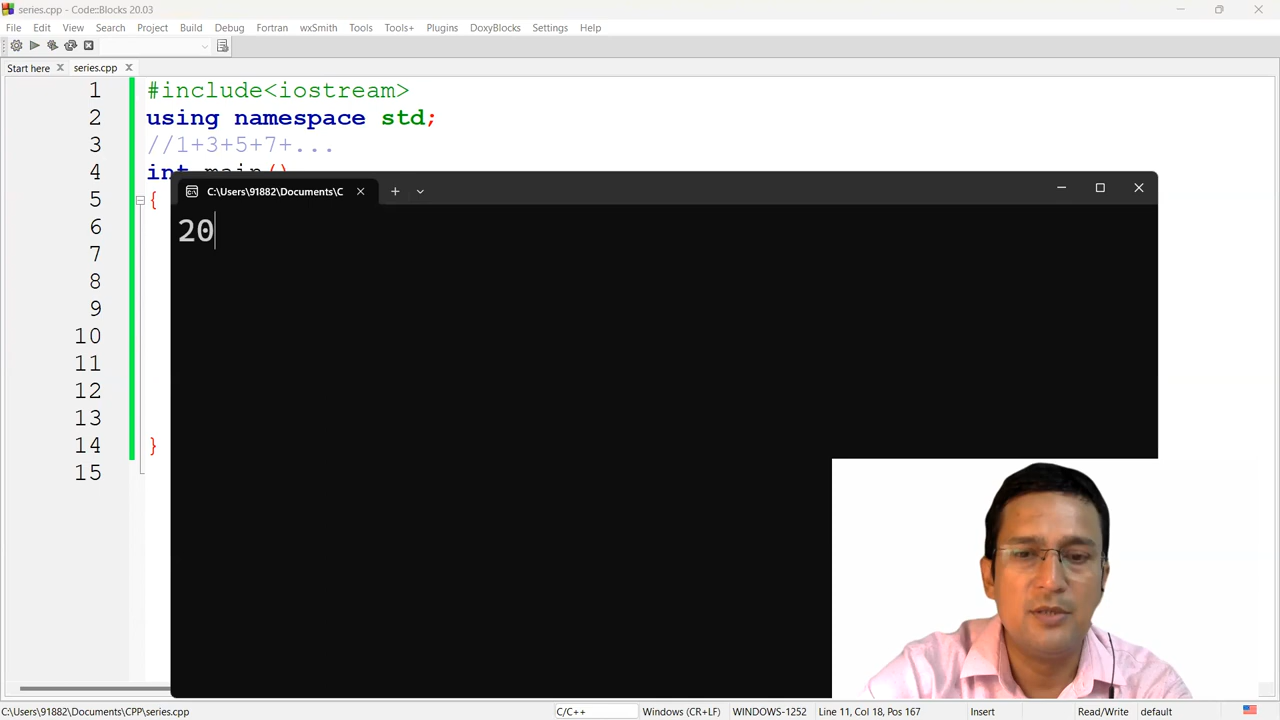 series.cpp - Code::Blocks 20.03
File Edit View Search Project Build Debug Fortran wxSmith Tools Tools+ Plugins DoxyBlocks Settings Help
Start here series.cpp
1 #include<iostream>
2 using namespace std;
3 //1+3+5+7+...
4 int main()
5 {
6
7
8
9
10
11
12
13
14 }
15
C:\Users\91882\Documents\C
20
C:\Users\91882\Documents\CPP\series.cpp C/C++ Windows (CR+LF) WINDOWS-1252 Line 11, Col 18, Pos 167 Insert Read/Write default